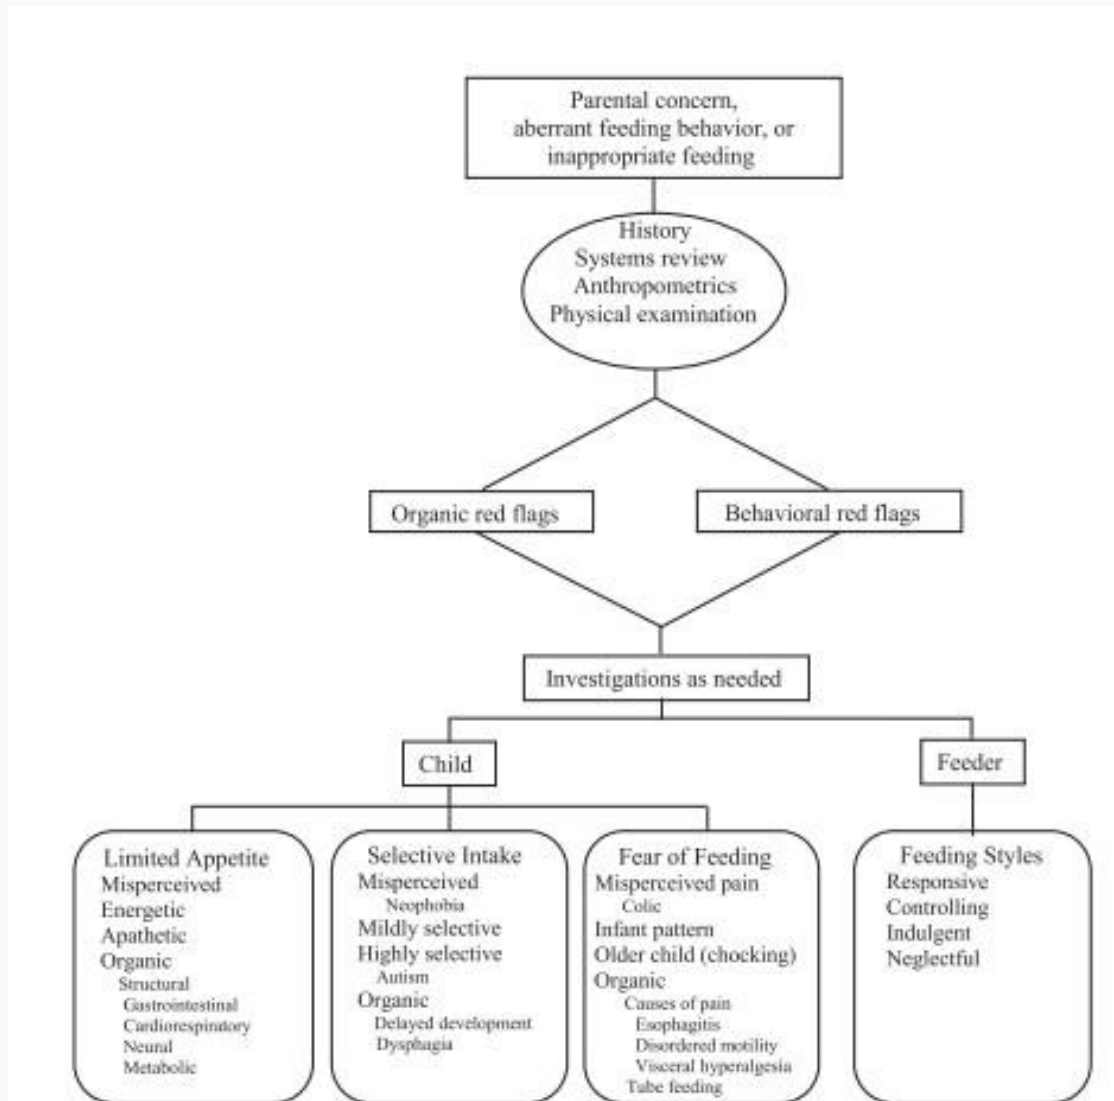 Parental concern,
aberrant feeding behavior, or
inappropriate feeding
History
Systems review
Anthropometrics
Physical examination
Organic red flags
Behavioral red flags
Investigations as needed
Child
Feeder
Limited Appetite
Misperceived
Energetic
Apathetic
Organic
Structural
Gastrointestinal
Cardiorespiratory
Neural
Metabolic
Selective Intake
Misperceived
Neophobia
Mildly selective
Highly selective
Autism
Organic
Delayed development
Dysphagia
Fear of Feeding
Misperceived pain
Colic
Infant pattern
Older child (chocking)
Organic
Causes of pain
Esophagitis
Disordered motility
Visceral hyperalgesia
Tube feeding
Feeding Styles
Responsive
Controlling
Indulgent
Neglectful